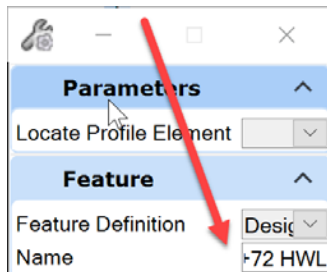 Parameters
Locate Profile Element
Feature
Feature Definition Desig
Name +72 HWL